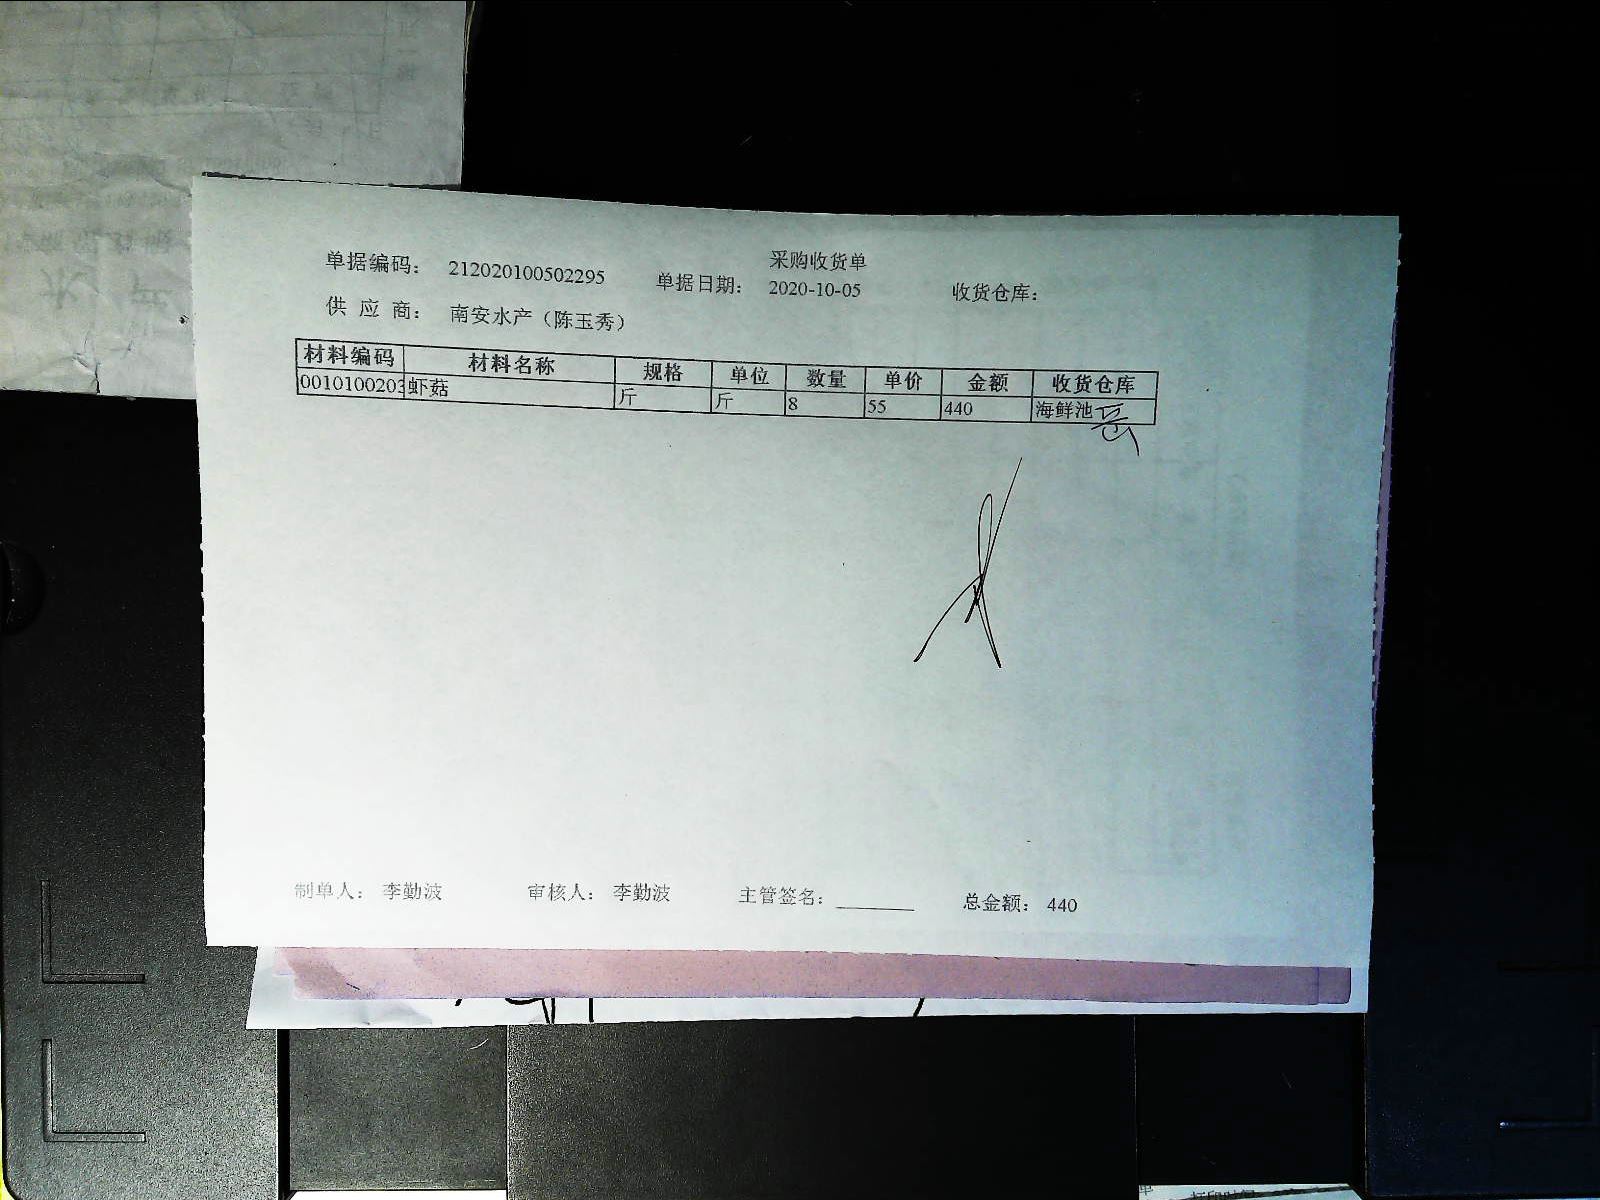 采购收货单
单据编码： 212020100502295 单据日期： 2020-10-05 收货仓库：
供 应 商： 南安水产（陈玉秀）
材料编码 材料名称 规格 单位 数量 单价 金额 收货仓库
0010100203 虾菇 斤 斤 8 55 440 海鲜池
制单人： 李勤波 审核人： 李勤波 主管签名： ________ 总金额： 440